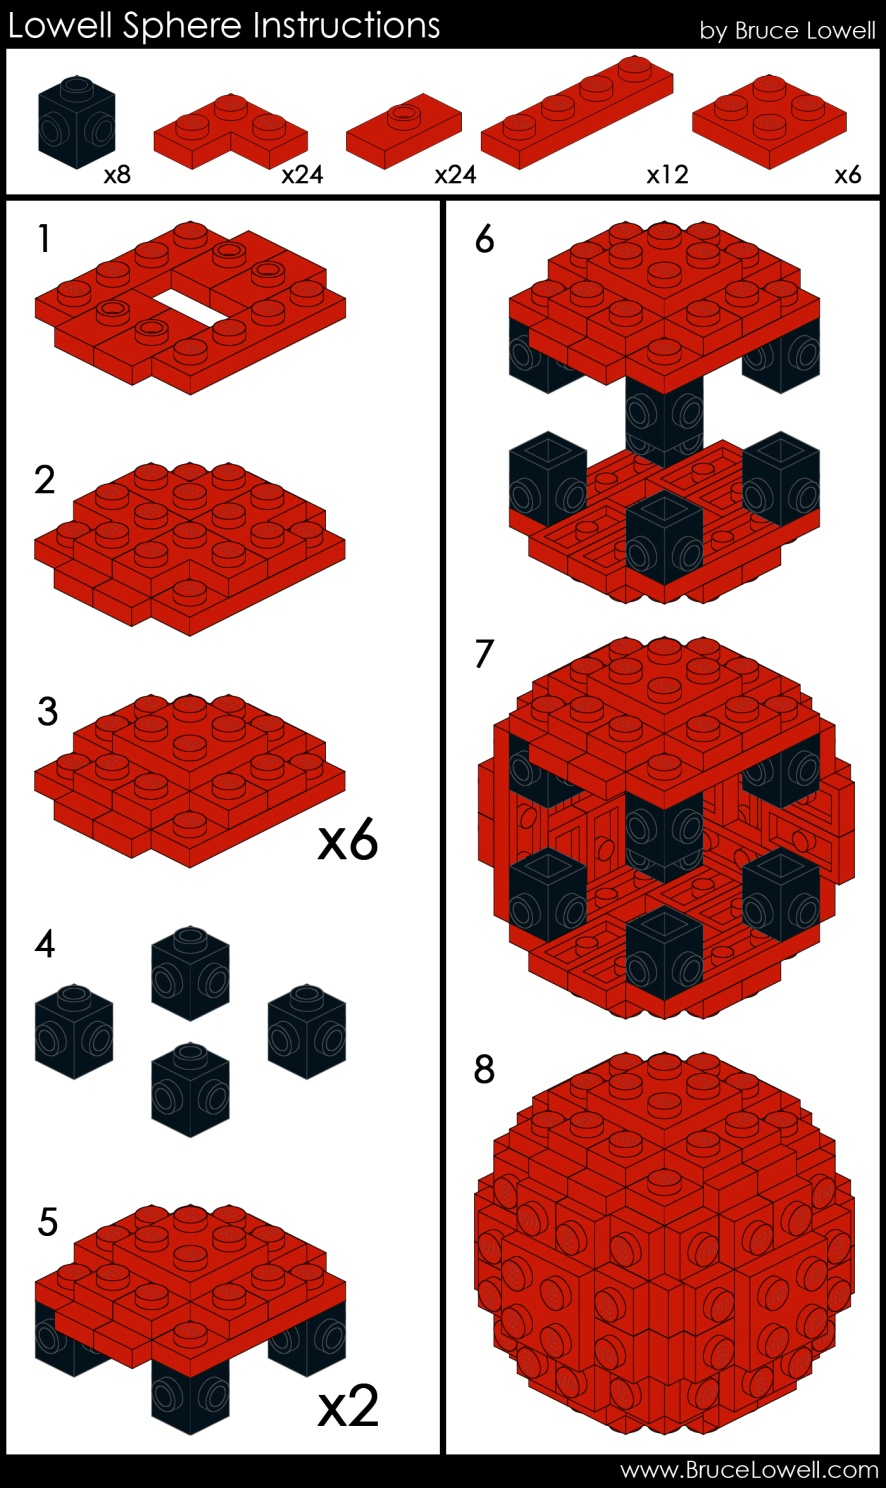 Lowell Sphere Instructions
by Bruce Lowell
x8
x24
x24
x12
x6
1
2
3
x6
4
5
x2
6
7
8
www.BruceLowell.com